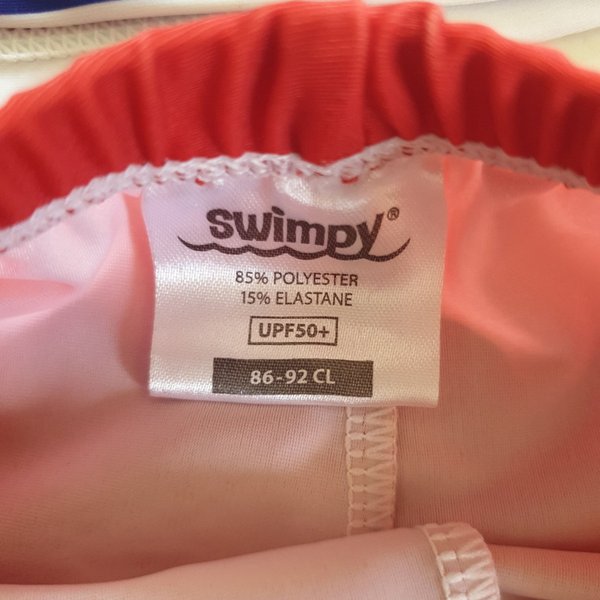 swimpy®
85% POLYESTER
15% ELASTANE
UPF50+
86-92 CL